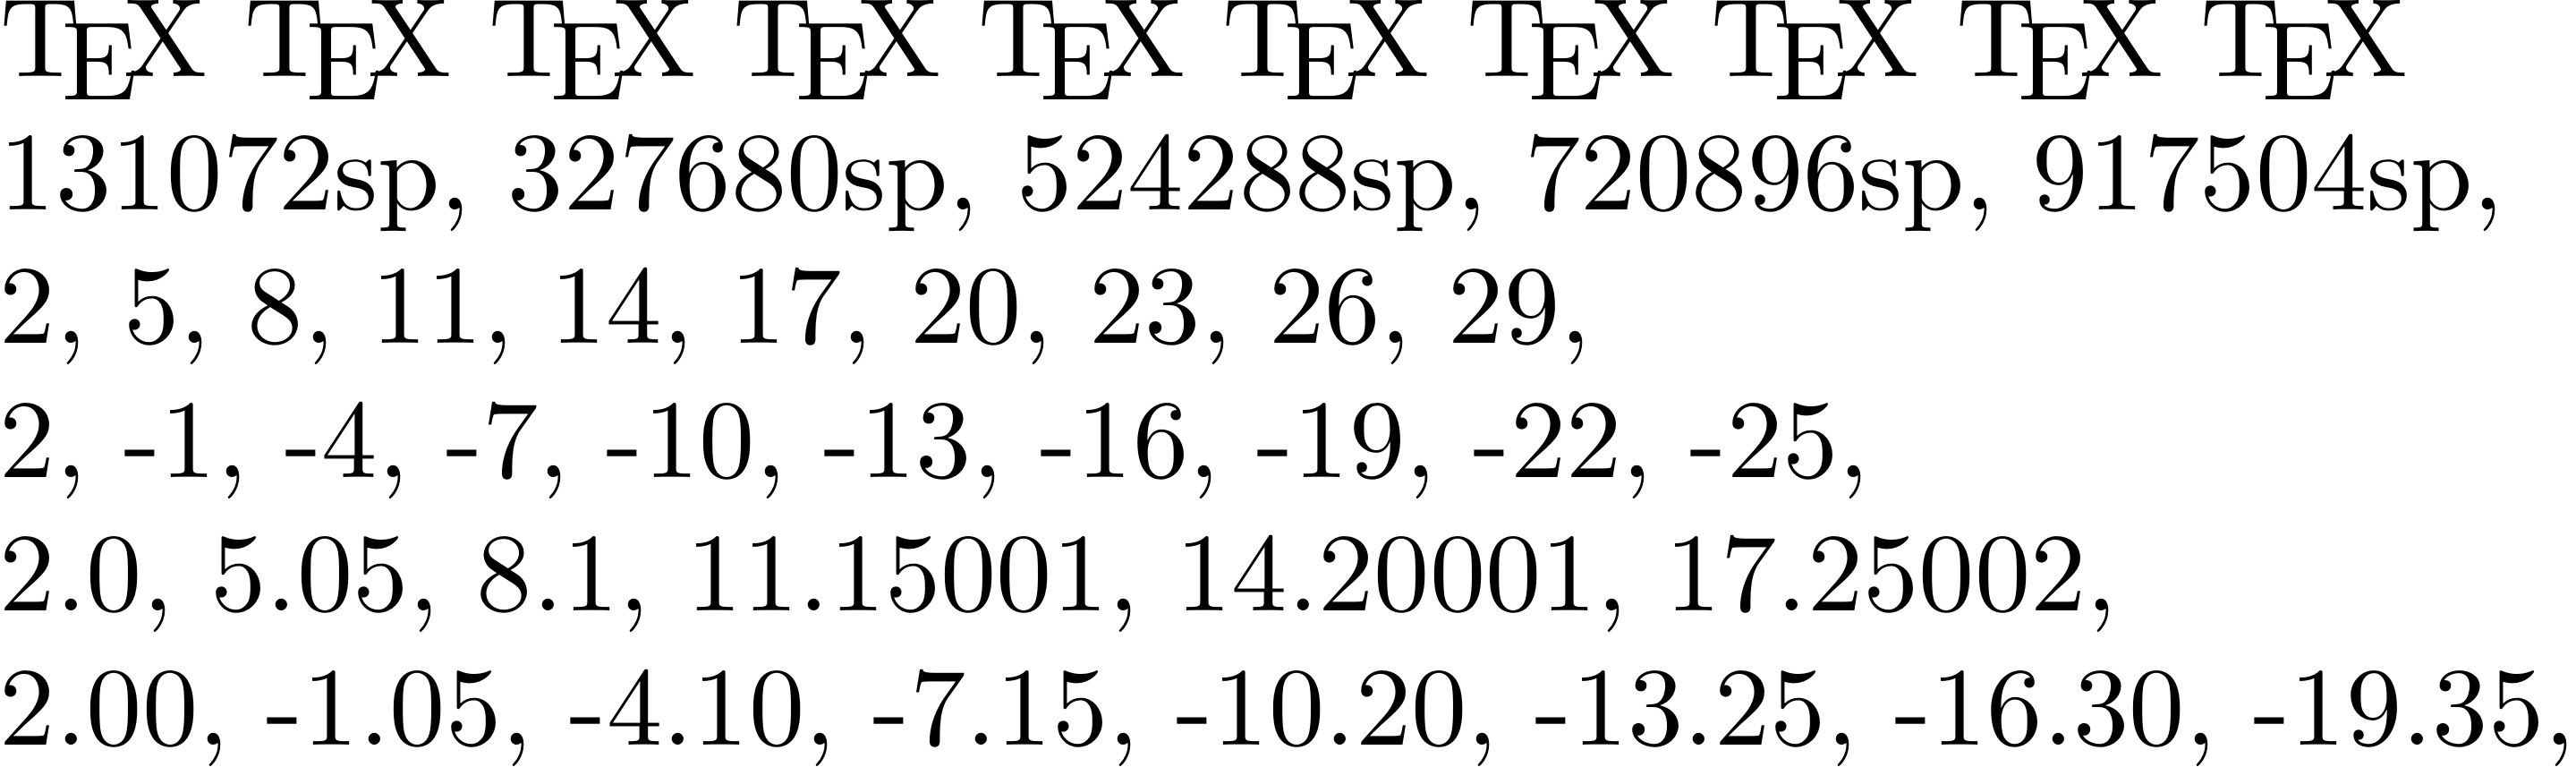 TEX TEX TEX TEX TEX TEX TEX TEX TEX TEX
131072sp, 327680sp, 524288sp, 720896sp, 917504sp,
2, 5, 8, 11, 14, 17, 20, 23, 26, 29,
2, -1, -4, -7, -10, -13, -16, -19, -22, -25,
2.0, 5.05, 8.1, 11.15001, 14.20001, 17.25002,
2.00, -1.05, -4.10, -7.15, -10.20, -13.25, -16.30, -19.35,